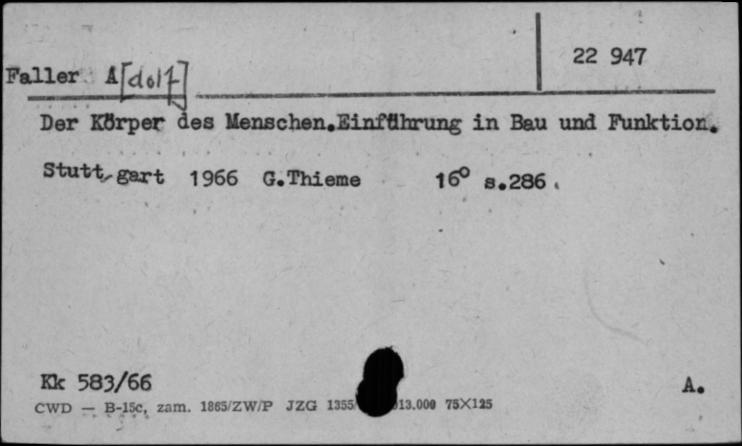 22 947
Faller A[dolf]
Der Körper des Menschen.Einführung in Bau und Funktion.
Stuttgart 1966 G.Thieme 16° s.286.
Kk 583/66 A.
CWD — B-15c, zam. 1865/ZW/P JZG 1355 13.000 75X125